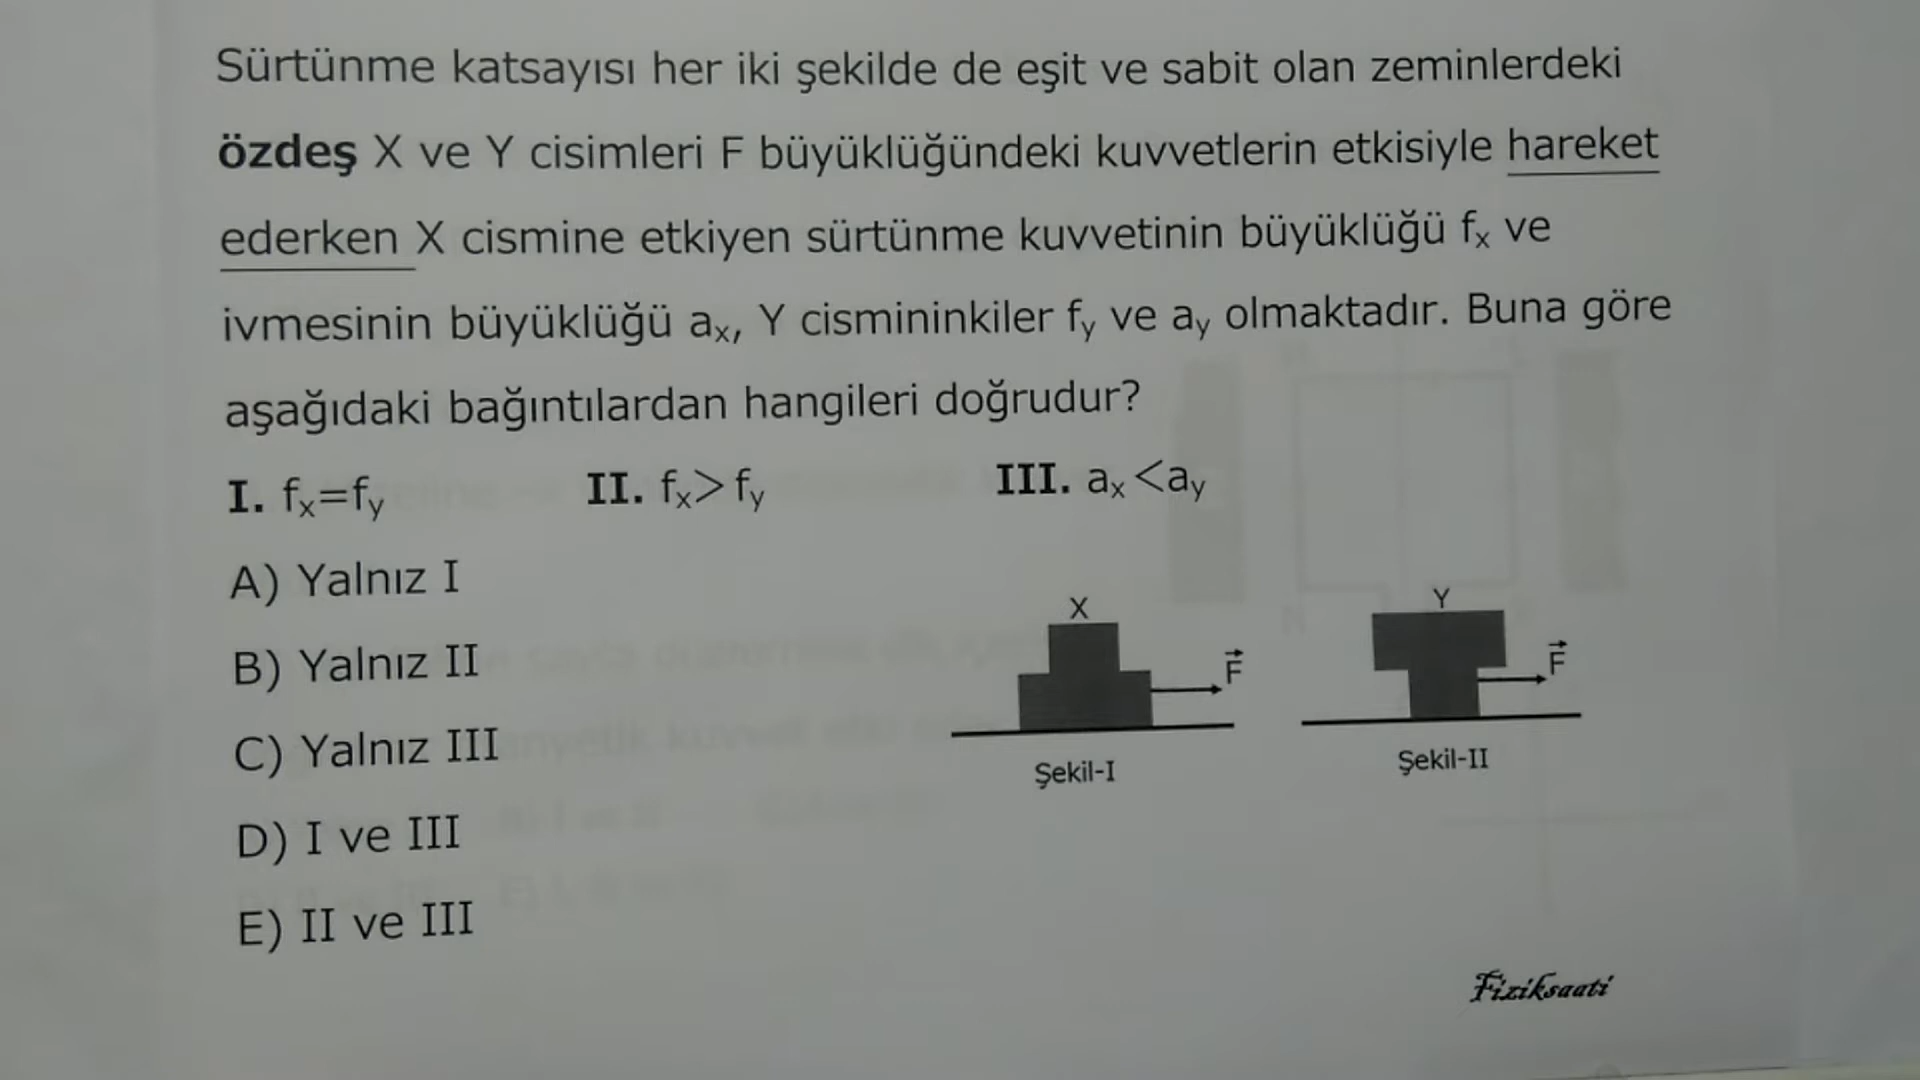 Sürtünme katsayısı her iki şekilde de eşit ve sabit olan zeminlerdeki
özdeş X ve Y cisimleri F büyüklüğündeki kuvvetlerin etkisiyle hareket
ederken X cismine etkiyen sürtünme kuvvetinin büyüklüğü fx ve
ivmesinin büyüklüğü ax, Y cismininkiler fy ve ay olmaktadır. Buna göre
aşağıdaki bağıntılardan hangileri doğrudur?
I. fx=fy II. fx>fy III. ax<ay
A) Yalnız I
B) Yalnız II
C) Yalnız III
D) I ve III
E) II ve III
X
F
Şekil-I
Y
F
Şekil-II
Fiziksaati